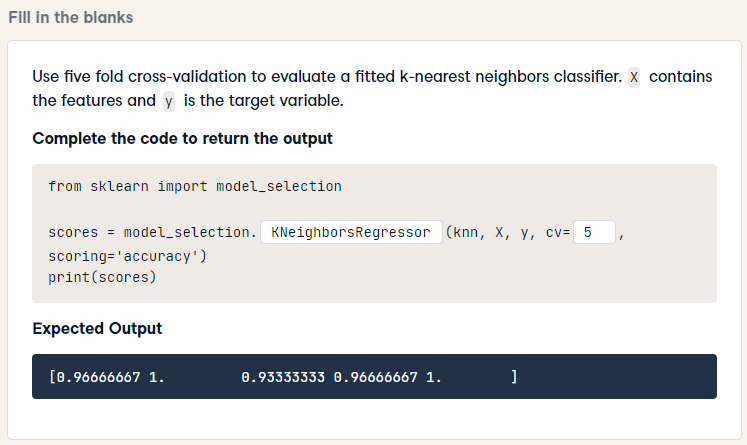 Fill in the blanks
Use five fold cross-validation to evaluate a fitted k-nearest neighbors classifier. X contains
the features and y is the target variable.
Complete the code to return the output
from sklearn import model_selection
scores = model_selection. KNeighborsRegressor (knn, X, y, cv= 5 ,
scoring='accuracy')
print(scores)
Expected Output
[0.96666667 1.         0.93333333 0.96666667 1.        ]